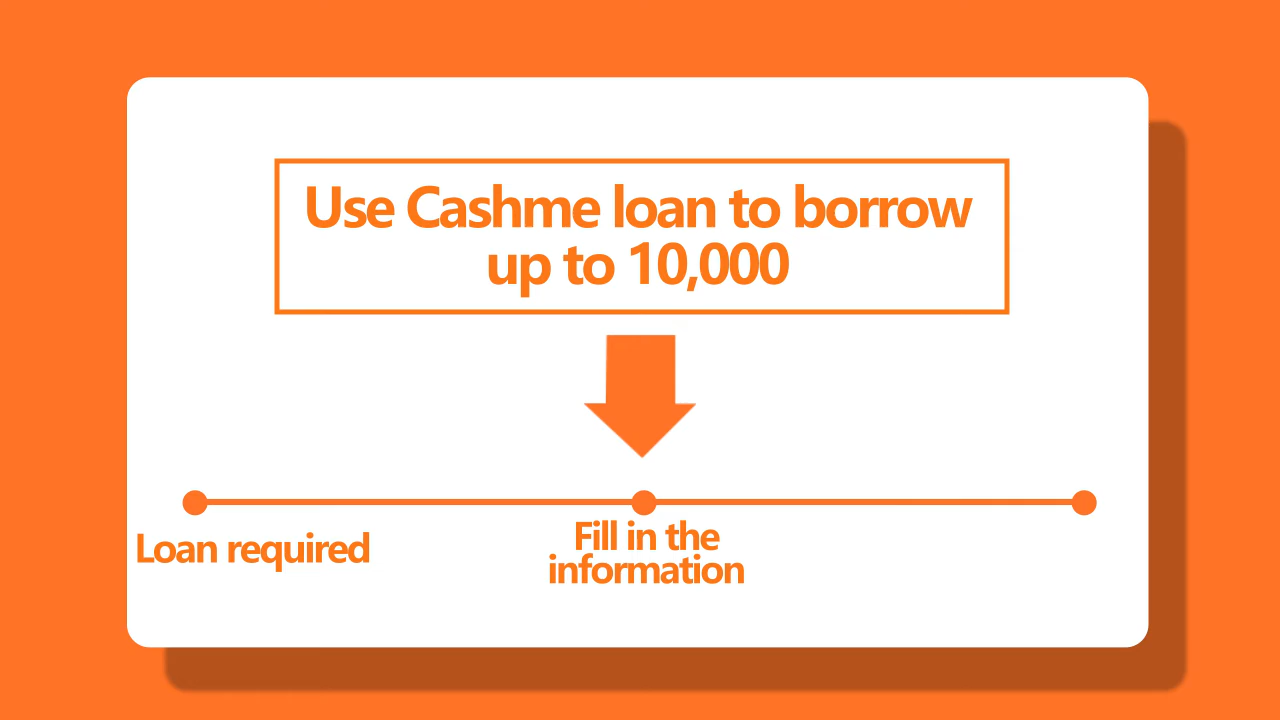 Use Cashme loan to borrow
up to 10,000
Loan required
Fill in the
information